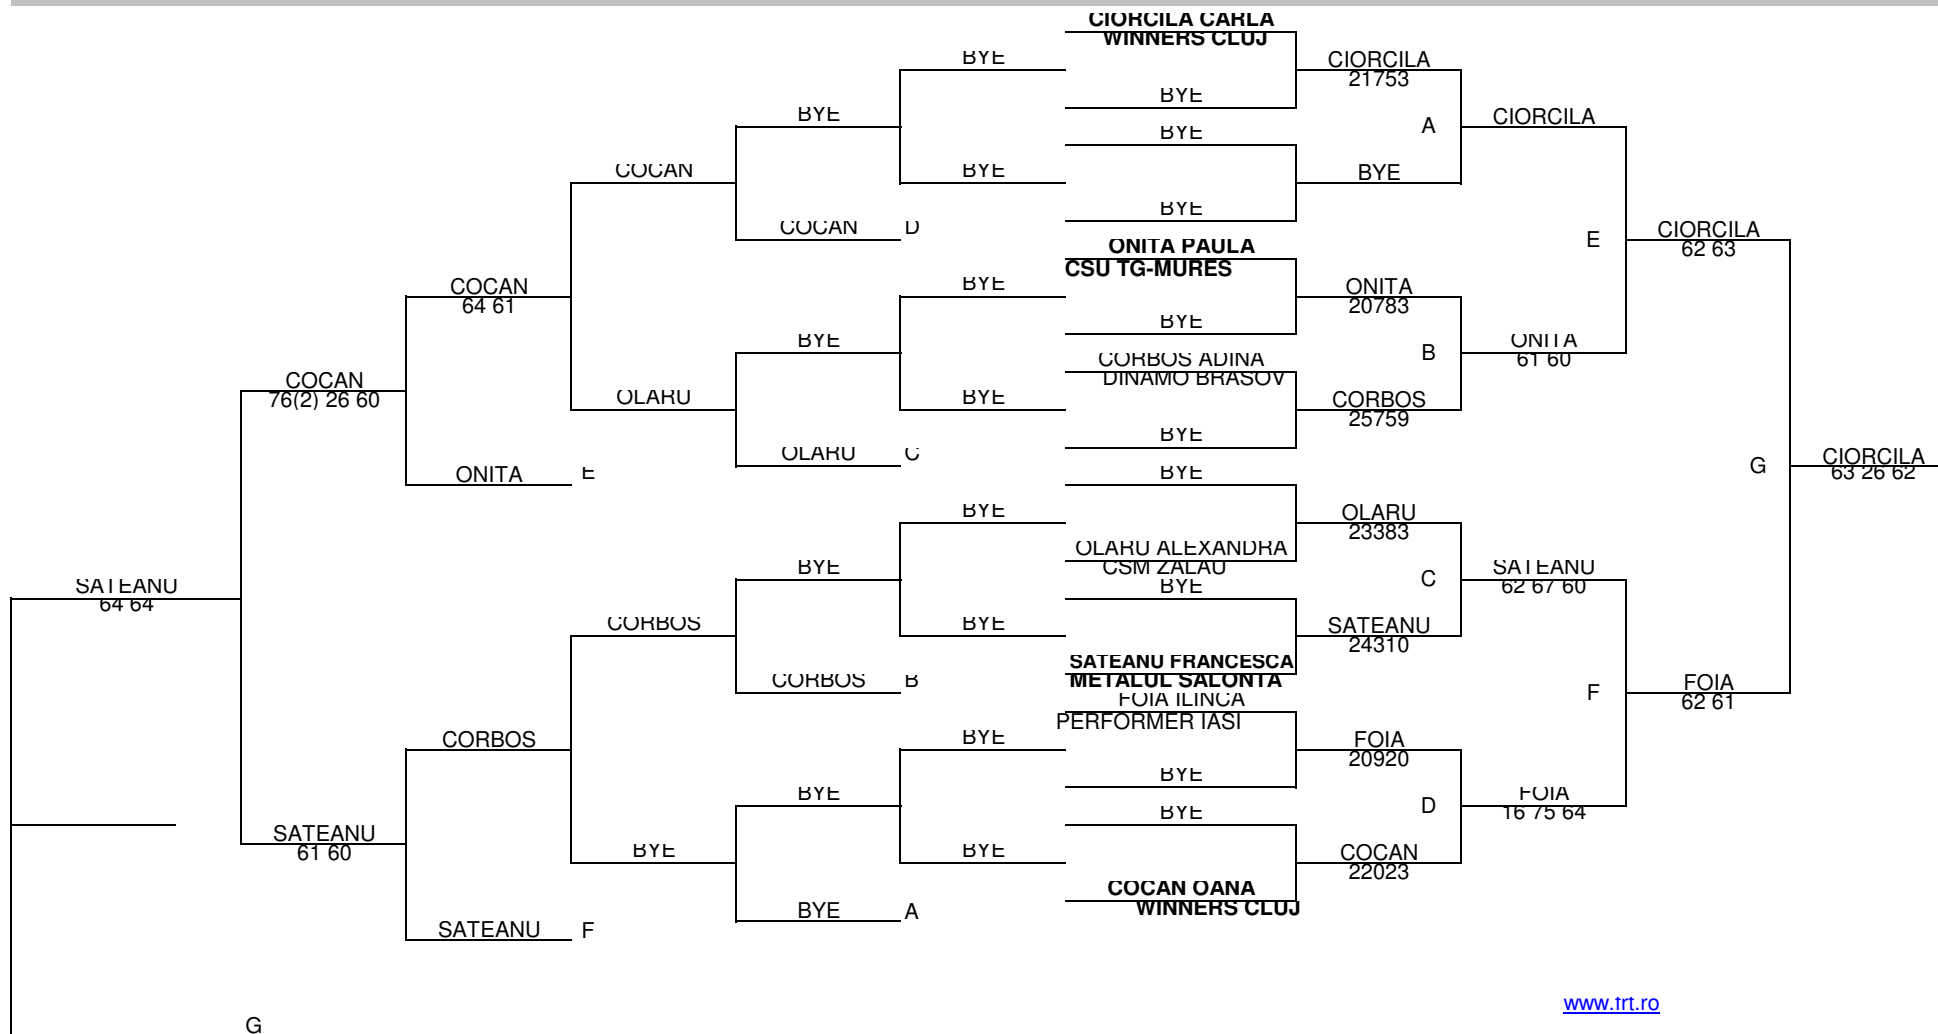 CIORCILA CARLA
WINNERS CLUJ
BYE
CIORCILA
21753
BYE
BYE
A
CIORCILA
BYE
COCAN
BYE
BYE
BYE
COCAN
D
CIORCILA
62 63
E
ONITA PAULA
CSU TG-MURES
COCAN
64 61
BYE
ONITA
20783
BYE
BYE
B
ONITA
61 60
CORBOS ADINA
DINAMO BRASOV
COCAN
76(2) 26 60
OLARU
BYE
CORBOS
25759
BYE
OLARU
C
G
CIORCILA
63 26 62
ONITA
E
BYE
BYE
OLARU
23383
OLARU ALEXANDRA
CSM ZALAU
BYE
C
SATEANU
62 67 60
SATEANU
64 64
BYE
CORBOS
BYE
SATEANU
24310
SATEANU FRANCESCA
METALUL SALONTA
CORBOS
B
F
FOIA
62 61
FOIA ILINCA
PERFORMER IASI
CORBOS
BYE
FOIA
20920
BYE
BYE
D
FOIA
16 75 64
BYE
SATEANU
61 60
BYE
BYE
COCAN
22023
COCAN OANA
WINNERS CLUJ
BYE
A
SATEANU
F
www.frt.ro
G